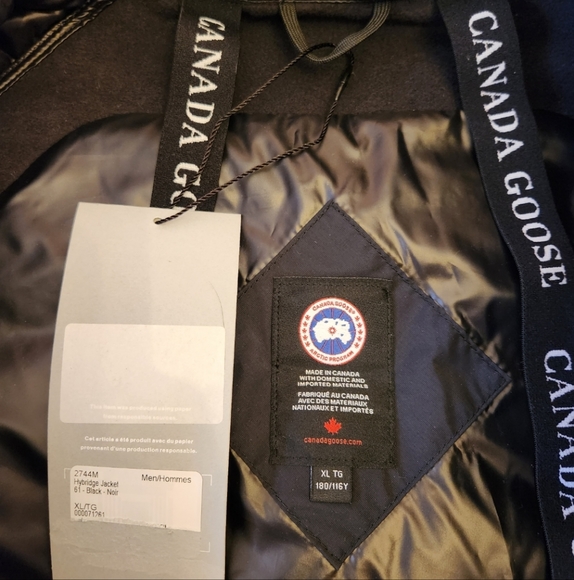 CANADA GOOSE
CANADA GOOSE
CANADA
CANADA GOOSE
ARCTIC PROGRAM
MADE IN CANADA
WITH DOMESTIC AND
IMPORTED MATERIALS
FABRIQUÉ AU CANADA
AVEC DES MATÉRIAUX
NATIONAUX ET IMPORTÉS
canadagoose.com
XL TG
180/116Y
Cet article a été produit avec du papier
provenant d'une production responsable.
2744M Men/Hommes
Hybridge Jacket
61 - Black - Noir
XL/TG
000071261